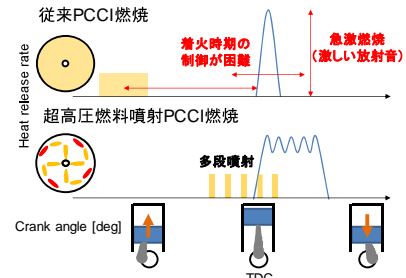 従来PCCI燃焼
着火時期の
制御が困難
急激燃焼
(激しい放射音)
Heat release rate
超高圧燃料噴射PCCI燃焼
多段噴射
Crank angle [deg]
TDC